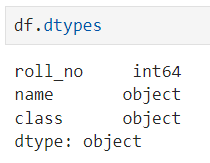 df.dtypes
roll_no     int64
name       object
class      object
dtype: object